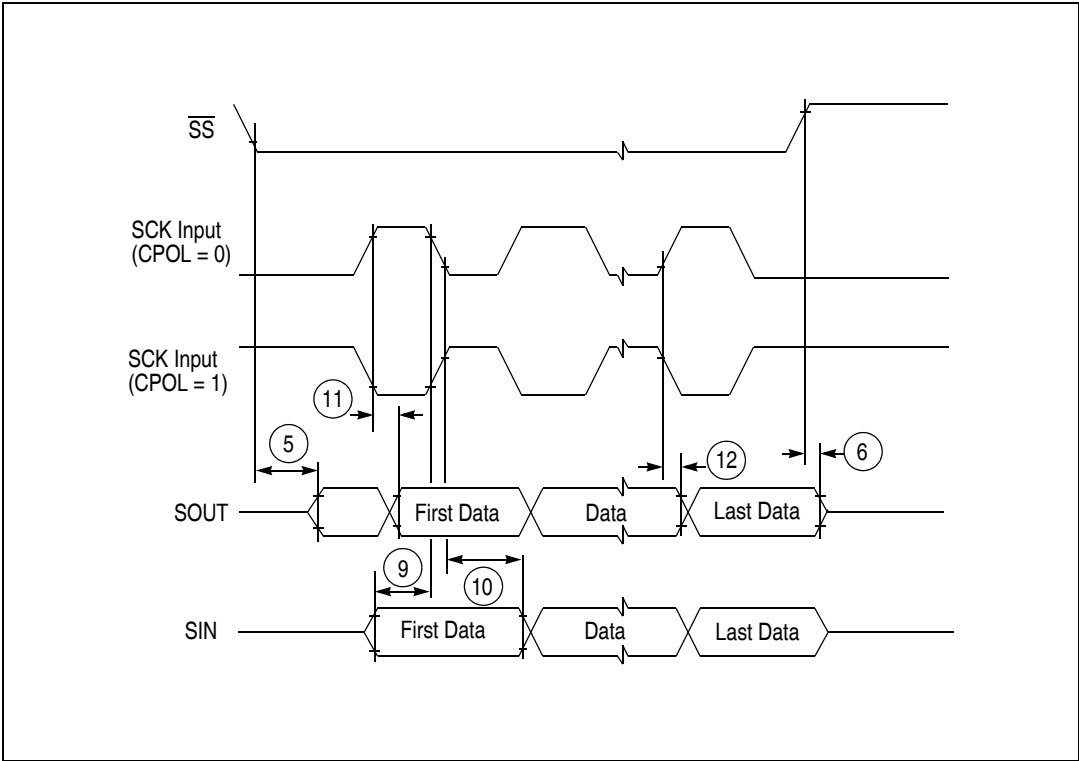 SS
SCK Input
(CPOL = 0)
SCK Input
(CPOL = 1)
11
5
12
6
SOUT
First Data
Data
Last Data
9
10
SIN
First Data
Data
Last Data